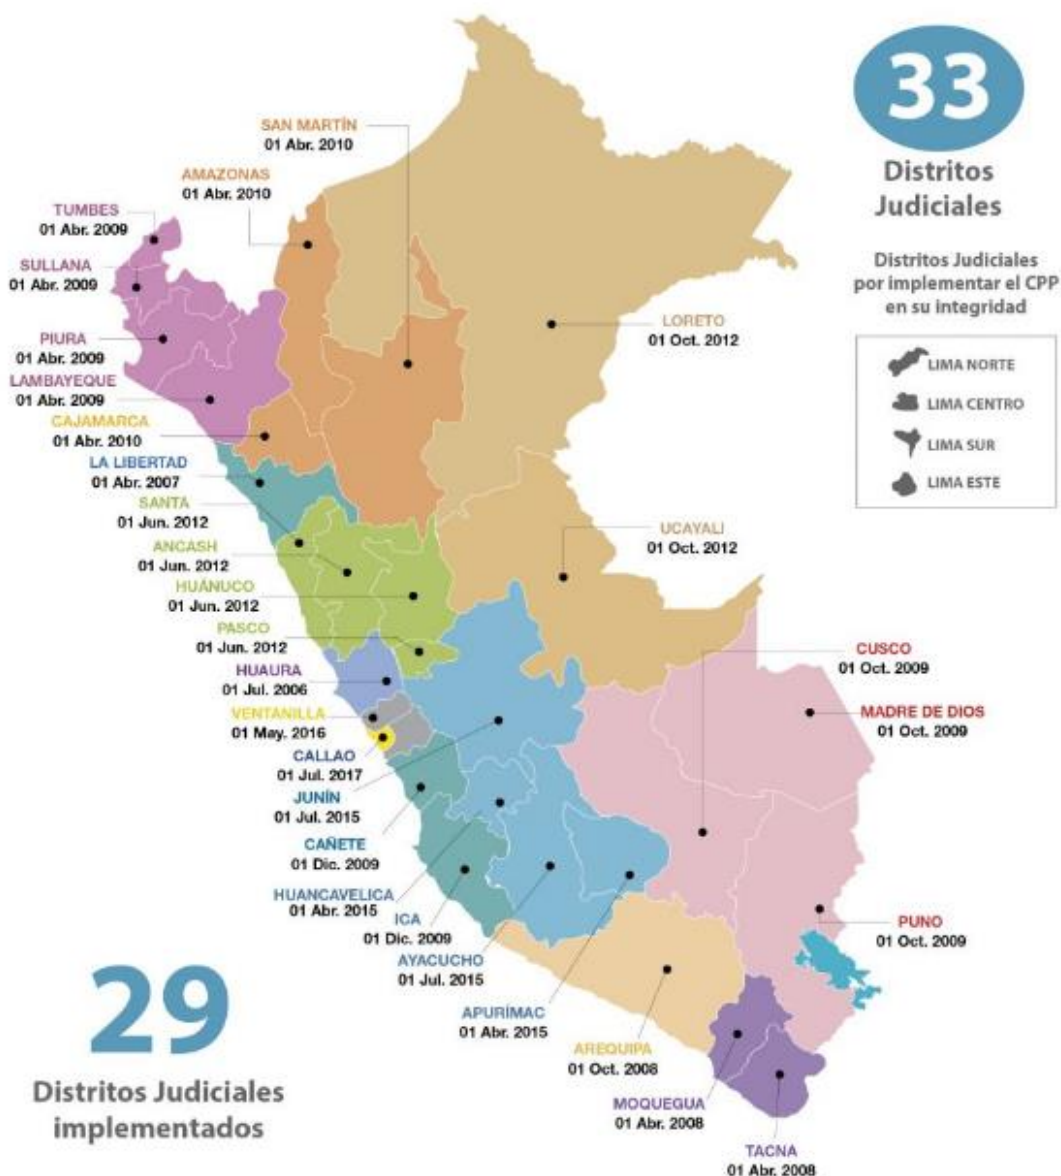 33
Distritos
Judiciales
Distritos Judiciales
por implementar el CPP
en su integridad
LIMA NORTE
LIMA CENTRO
LIMA SUR
LIMA ESTE
SAN MARTÍN
01 Abr. 2010
AMAZONAS
01 Abr. 2010
TUMBES
01 Abr. 2009
SULLANA
01 Abr. 2009
PIURA
01 Abr. 2009
LAMBAYEQUE
01 Abr. 2009
CAJAMARCA
01 Abr. 2010
LA LIBERTAD
01 Abr. 2007
SANTA
01 Jun. 2012
ANCASH
01 Jun. 2012
HUÁNUCO
01 Jun. 2012
PASCO
01 Jun. 2012
HUAURA
01 Jul. 2006
VENTANILLA
01 May. 2016
CALLAO
01 Jul. 2017
JUNÍN
01 Jul. 2015
CAÑETE
01 Dic. 2009
HUANCAVELICA
01 Abr. 2015
ICA
01 Dic. 2009
AYACUCHO
01 Jul. 2015
APURÍMAC
01 Abr. 2015
AREQUIPA
01 Oct. 2008
MOQUEGUA
01 Abr. 2008
TACNA
01 Abr. 2008
LORETO
01 Oct. 2012
UCAYALI
01 Oct. 2012
CUSCO
01 Oct. 2009
MADRE DE DIOS
01 Oct. 2009
PUNO
01 Oct. 2009
29
Distritos Judiciales
implementados